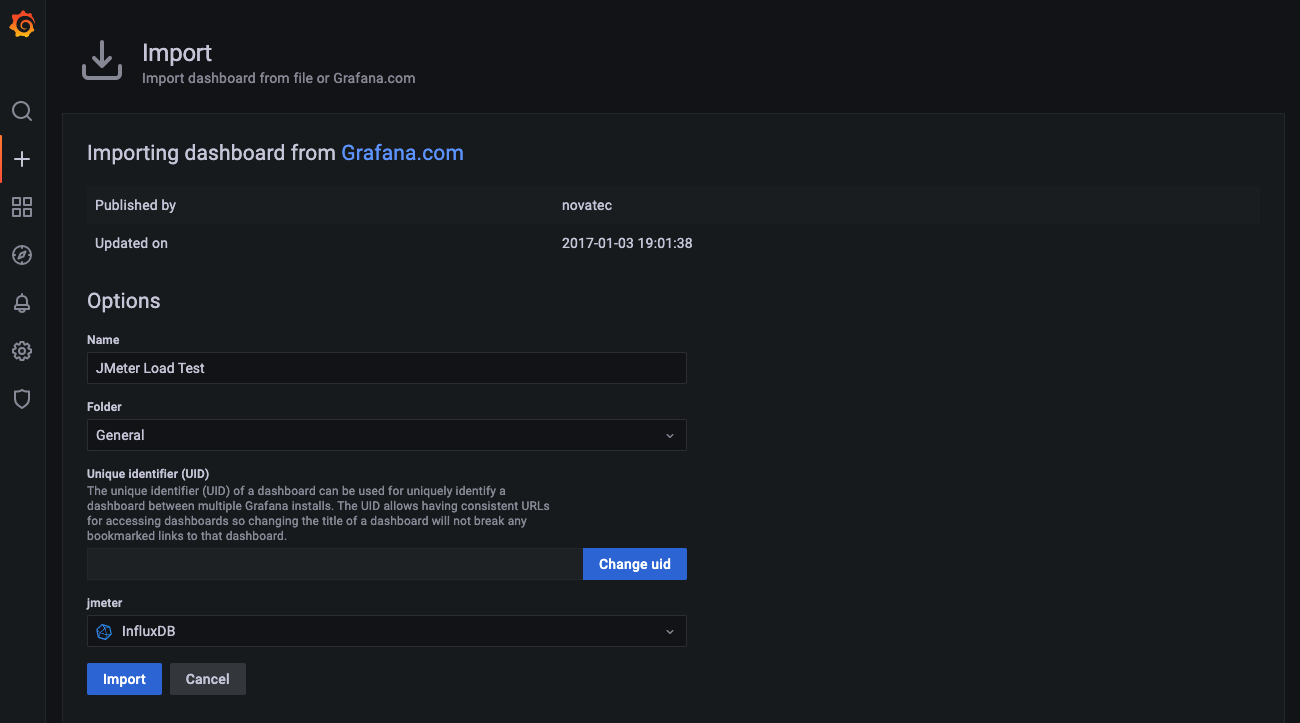 Import
Import dashboard from file or Grafana.com
Importing dashboard from Grafana.com
Published by novatec
Updated on 2017-01-03 19:01:38
Options
Name
JMeter Load Test
Folder
General
Unique identifier (UID)
The unique identifier (UID) of a dashboard can be used for uniquely identify a
dashboard between multiple Grafana installs. The UID allows having consistent URLs
for accessing dashboards so changing the title of a dashboard will not break any
bookmarked links to that dashboard.
Change uid
jmeter
InfluxDB
Import Cancel